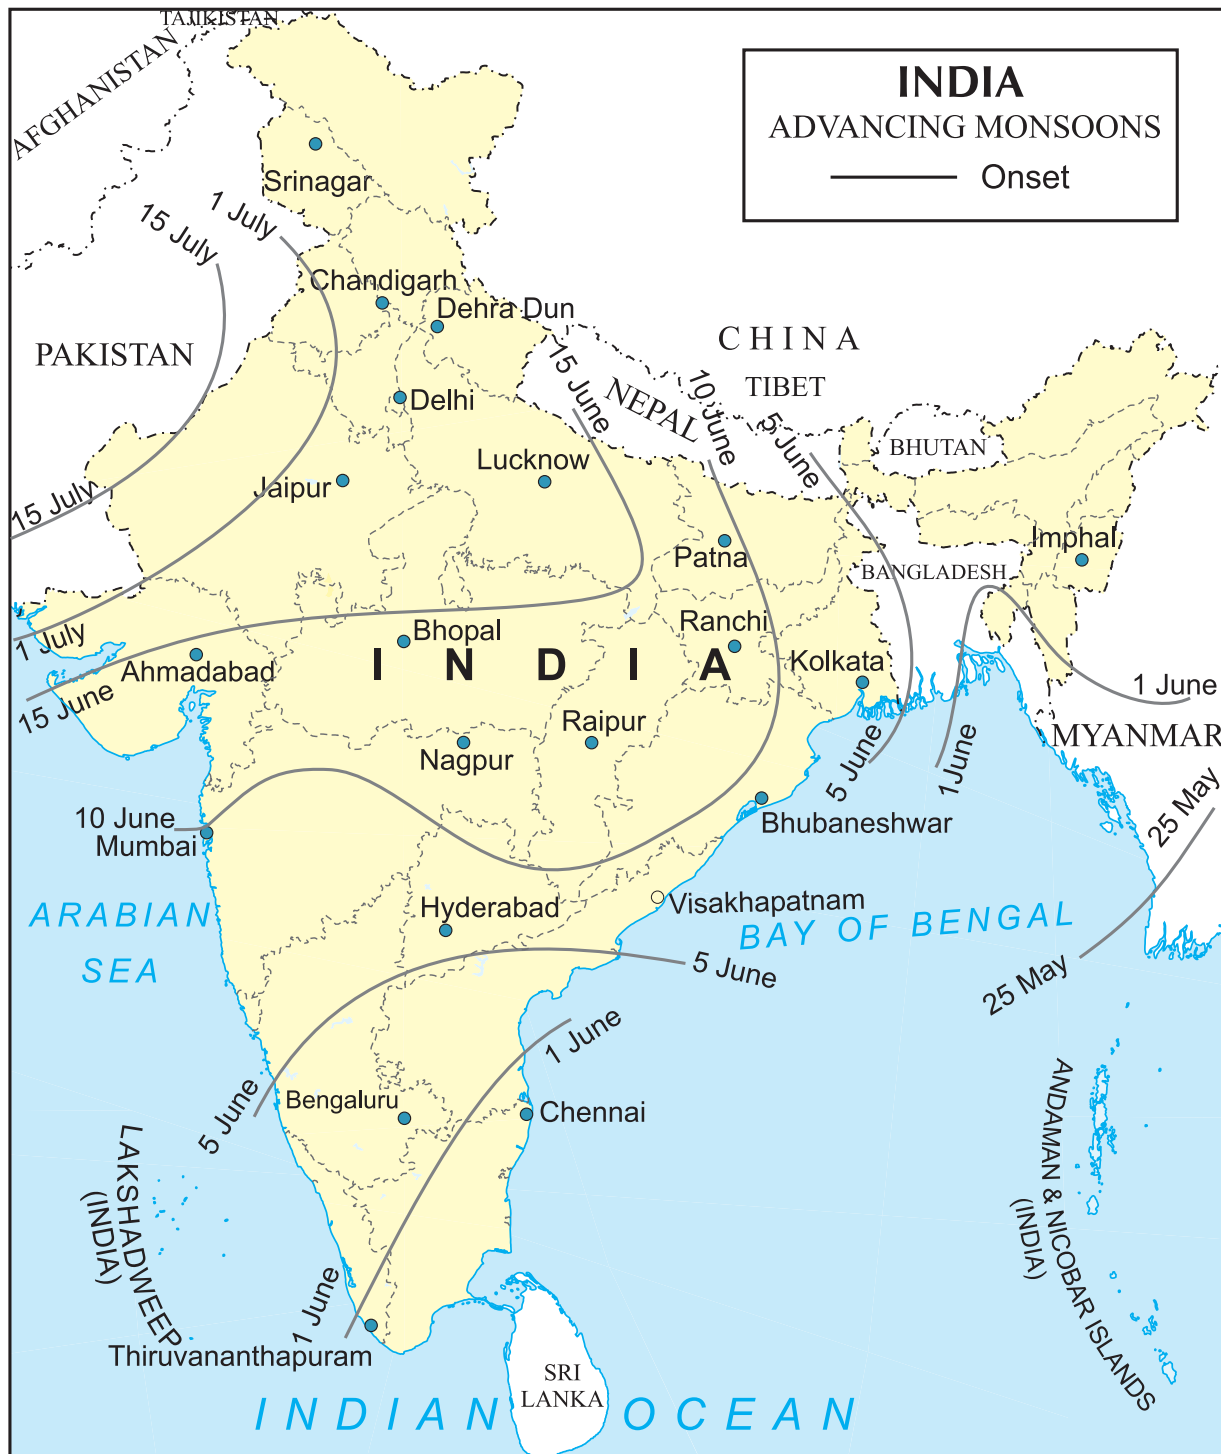 TAJIKISTAN
AFGHANISTAN
INDIA
ADVANCING MONSOONS
Onset
Srinagar
1 July
15 July
Chandigarh
Dehra Dun
PAKISTAN
CHINA
TIBET
15 June
NEPAL
10 June
5 June
Delhi
BHUTAN
Lucknow
Jaipur
15 July
Patna
Imphal
BANGLADESH
1 July
Bhopal
Ranchi
Ahmadabad
INDIA
Kolkata
15 June
1 June
Raipur
Nagpur
5 June
1June
MYANMAR
10 June
Mumbai
Bhubaneshwar
25 May
Hyderabad
Visakhapatnam
ARABIAN
SEA
BAY OF BENGAL
5 June
25 May
1 June
5 June
Bengaluru
Chennai
LAKSHADWEEP
(INDIA)
ANDAMAN & NICOBAR ISLANDS
(INDIA)
1 June
Thiruvananthapuram
SRI
LANKA
INDIAN OCEAN